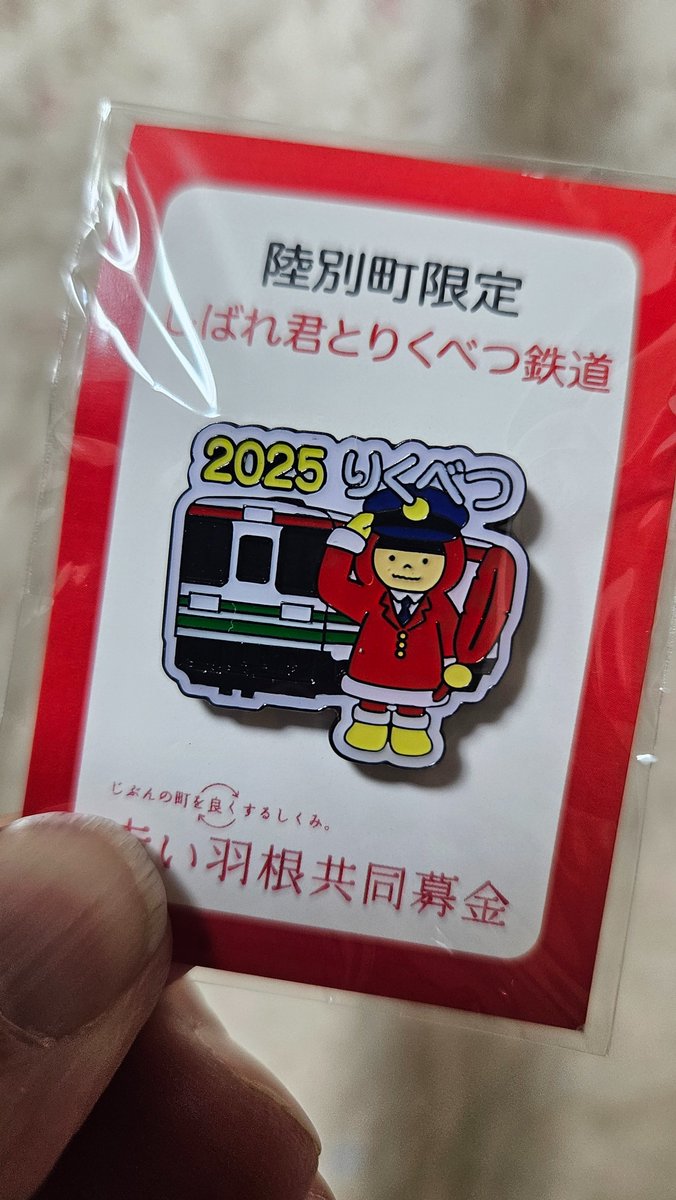 陸別町限定
しばれ君とりくべつ鉄道
2025 りくべつ
じぶんの町を良くするしくみ。
赤い羽根共同募金